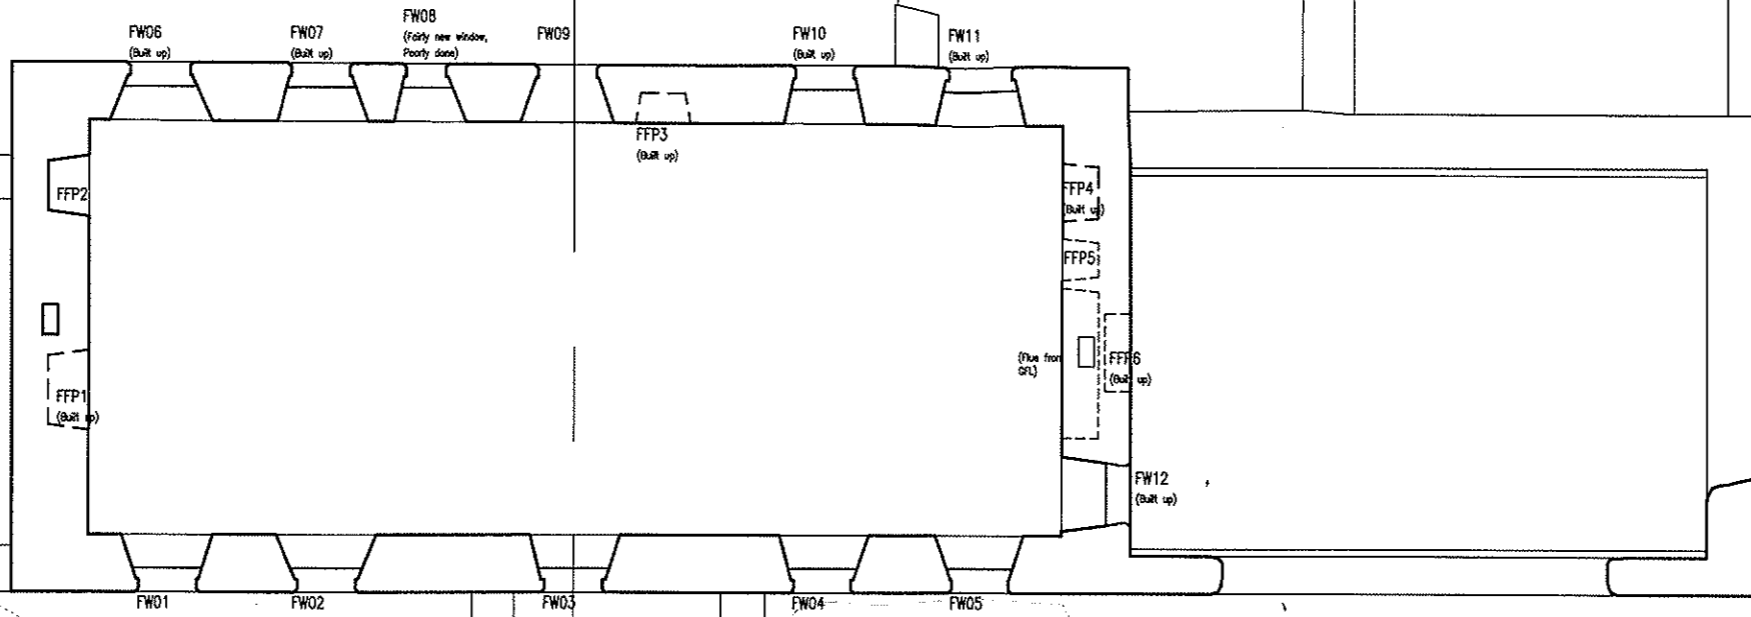 FW06
(Built up)
FW07
(Built up)
FW08
(Fairly new window,
Poorly done)
FW09
FW10
(Built up)
FW11
(Built up)
FFP3
(Built up)
FFP2
FFP4
(Built up)
FFP5
(Flue from
GFL)
FFP6
(Built up)
FFP1
(Built up)
FW12
(Built up)
FW01
FW02
FW03
FW04
FW05